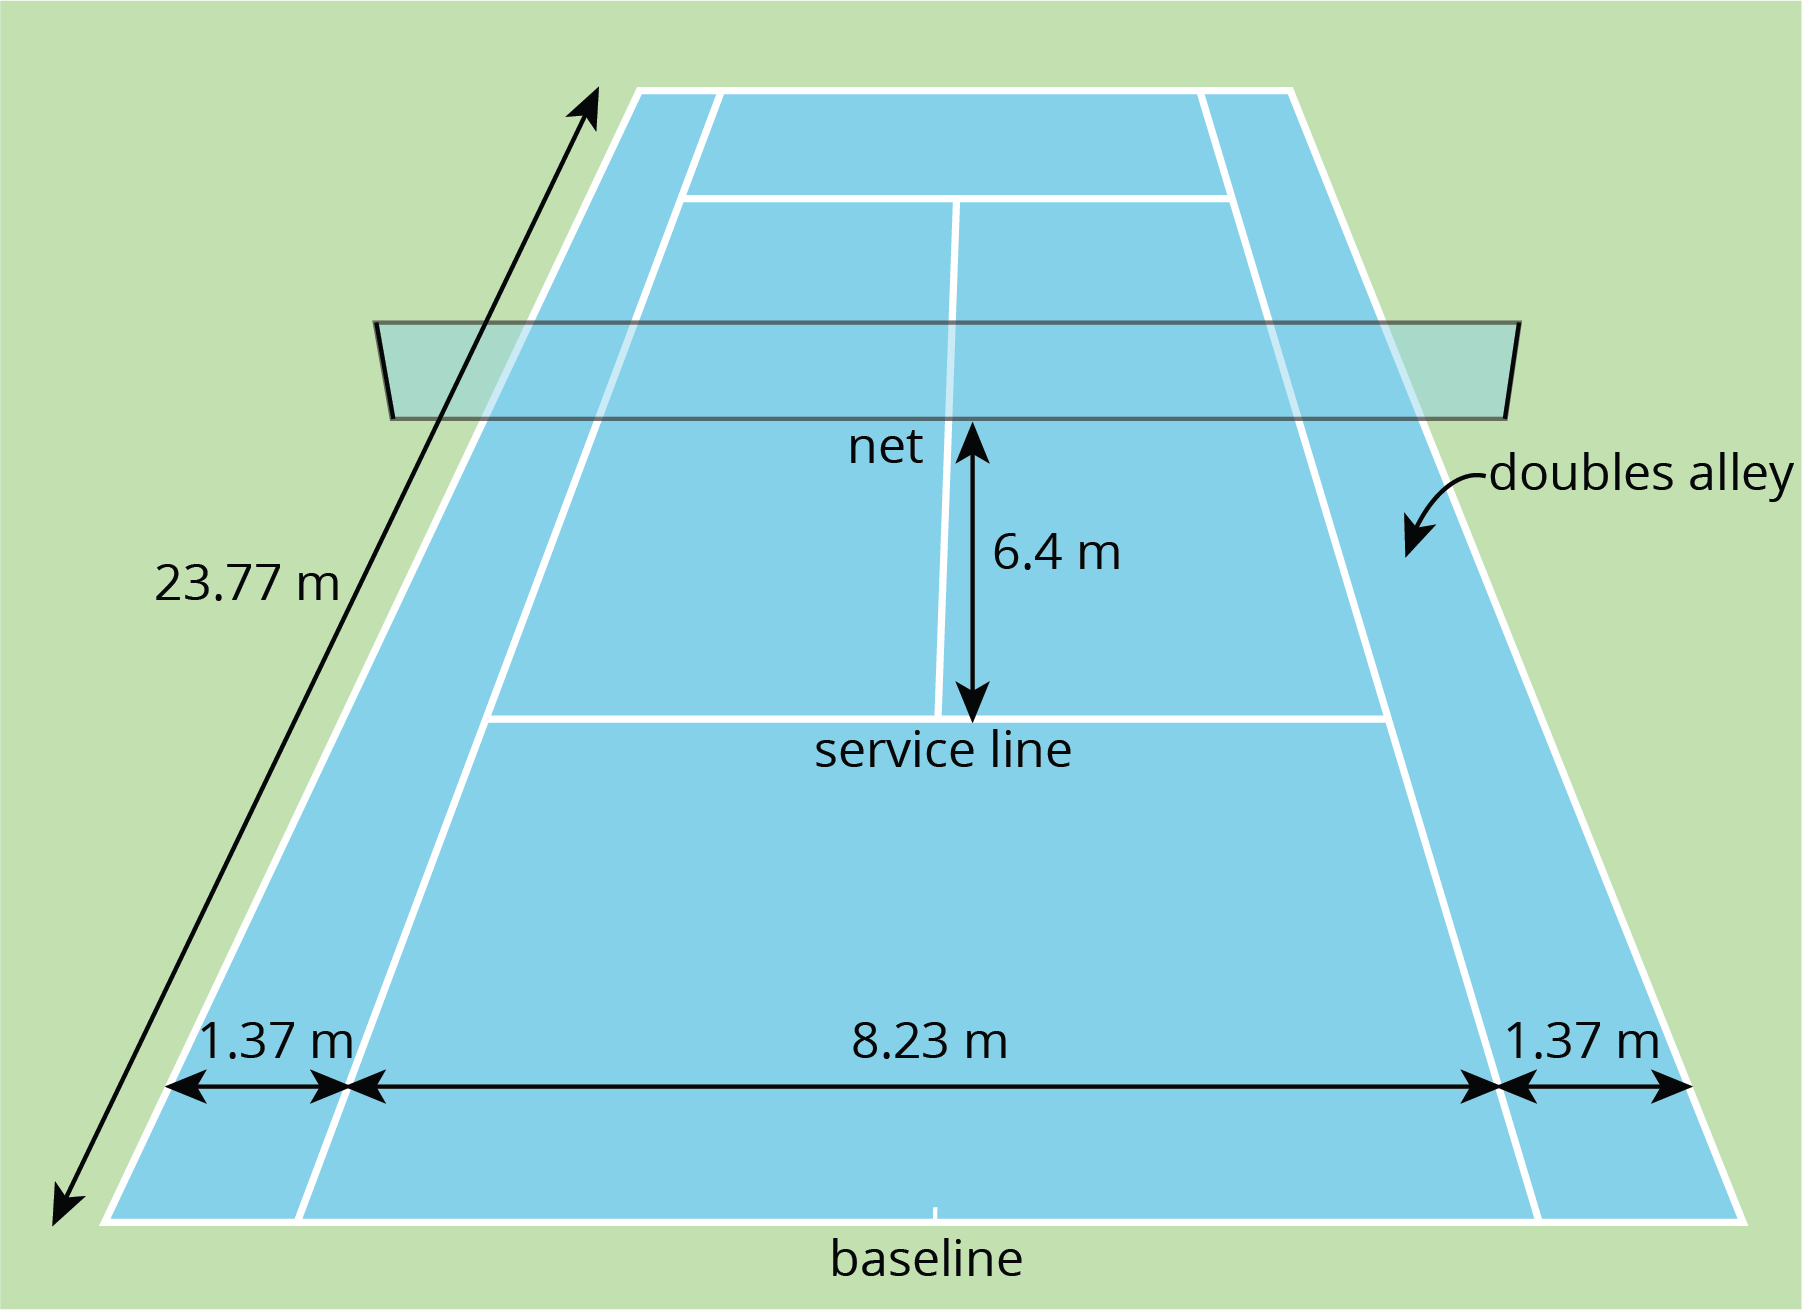 net
doubles alley
6.4 m
23.77 m
service line
1.37 m
8.23 m
1.37 m
baseline